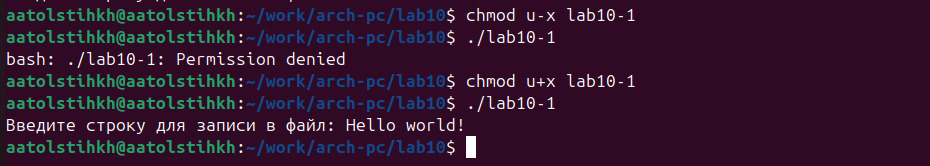 aatolstihkh@aatolstihkh:~/work/arch-pc/lab10$ chmod u-x lab10-1
aatolstihkh@aatolstihkh:~/work/arch-pc/lab10$ ./lab10-1
bash: ./lab10-1: Permission denied
aatolstihkh@aatolstihkh:~/work/arch-pc/lab10$ chmod u+x lab10-1
aatolstihkh@aatolstihkh:~/work/arch-pc/lab10$ ./lab10-1
Введите строку для записи в файл: Hello world!
aatolstihkh@aatolstihkh:~/work/arch-pc/lab10$